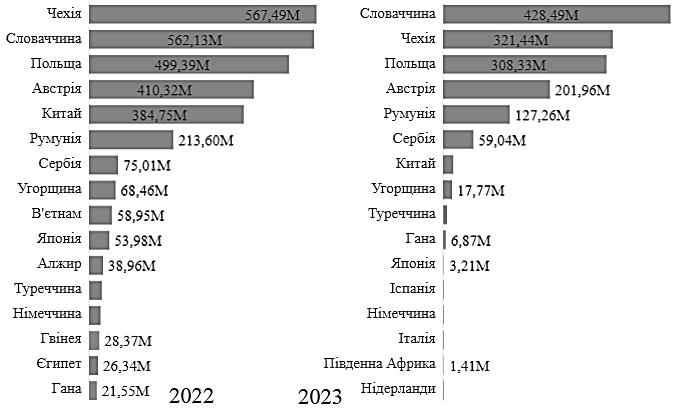 Чехія 567,49M
Словаччина 562,13M
Польща 499,39M
Австрія 410,32M
Китай 384,75M
Румунія 213,60M
Сербія 75,01M
Угорщина 68,46M
В'єтнам 58,95M
Японія 53,98M
Алжир 38,96M
Туреччина
Німеччина
Гвінея 28,37M
Єгипет 26,34M
Гана 21,55M
2022
Словаччина 428,49M
Чехія 321,44M
Польща 308,33M
Австрія 201,96M
Румунія 127,26M
Сербія 59,04M
Китай
Угорщина 17,77M
Туреччина
Гана 6,87M
Японія 3,21M
Іспанія
Німеччина
Італія
Південна Африка 1,41M
Нідерланди
2023